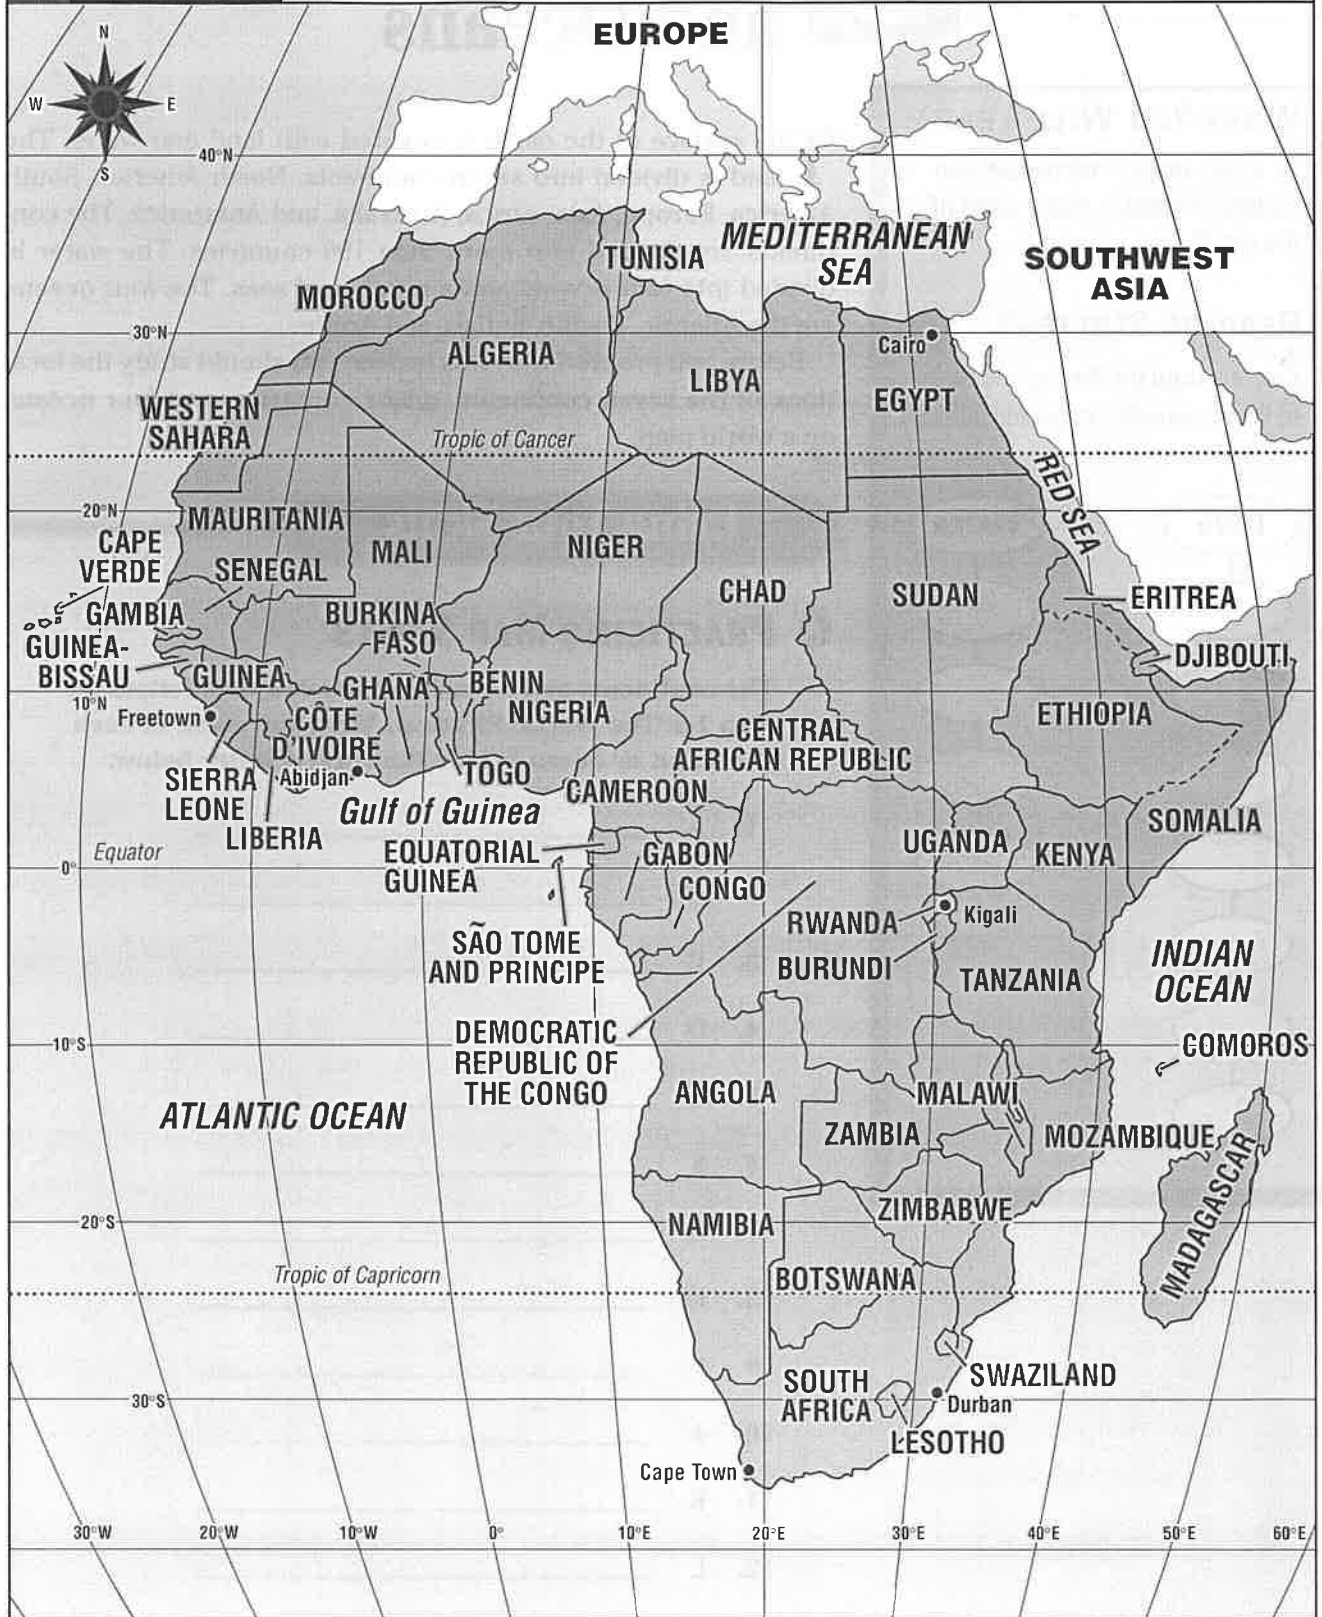 EUROPE
N
W
E
S
40°N
MEDITERRANEAN
SEA
TUNISIA
SOUTHWEST
ASIA
MOROCCO
30°N
Cairo
ALGERIA
LIBYA
EGYPT
WESTERN
SAHARA
Tropic of Cancer
RED SEA
20°N
MAURITANIA
CAPE
VERDE
MALI
NIGER
SENEGAL
CHAD
SUDAN
ERITREA
GAMBIA
BURKINA
FASO
GUINEA-
BISSAU
DJIBOUTI
GUINEA
GHANA
BENIN
10°N
NIGERIA
Freetown
CÔTE
D'IVOIRE
ETHIOPIA
CENTRAL
AFRICAN REPUBLIC
SIERRA
LEONE
Abidjan
TOGO
CAMEROON
LIBERIA
Gulf of Guinea
SOMALIA
UGANDA
KENYA
Equator
EQUATORIAL
GUINEA
GABON
0°
CONGO
RWANDA
Kigali
SÃO TOME
AND PRINCIPE
BURUNDI
TANZANIA
INDIAN
OCEAN
DEMOCRATIC
REPUBLIC OF
THE CONGO
10°S
COMOROS
ANGOLA
MALAWI
ATLANTIC OCEAN
ZAMBIA
MOZAMBIQUE
MADAGASCAR
ZIMBABWE
20°S
NAMIBIA
Tropic of Capricorn
BOTSWANA
SWAZILAND
SOUTH
AFRICA
30°S
Durban
LESOTHO
Cape Town
30°W
20°W
10°W
0°
10°E
20°E
30°E
40°E
50°E
60°E